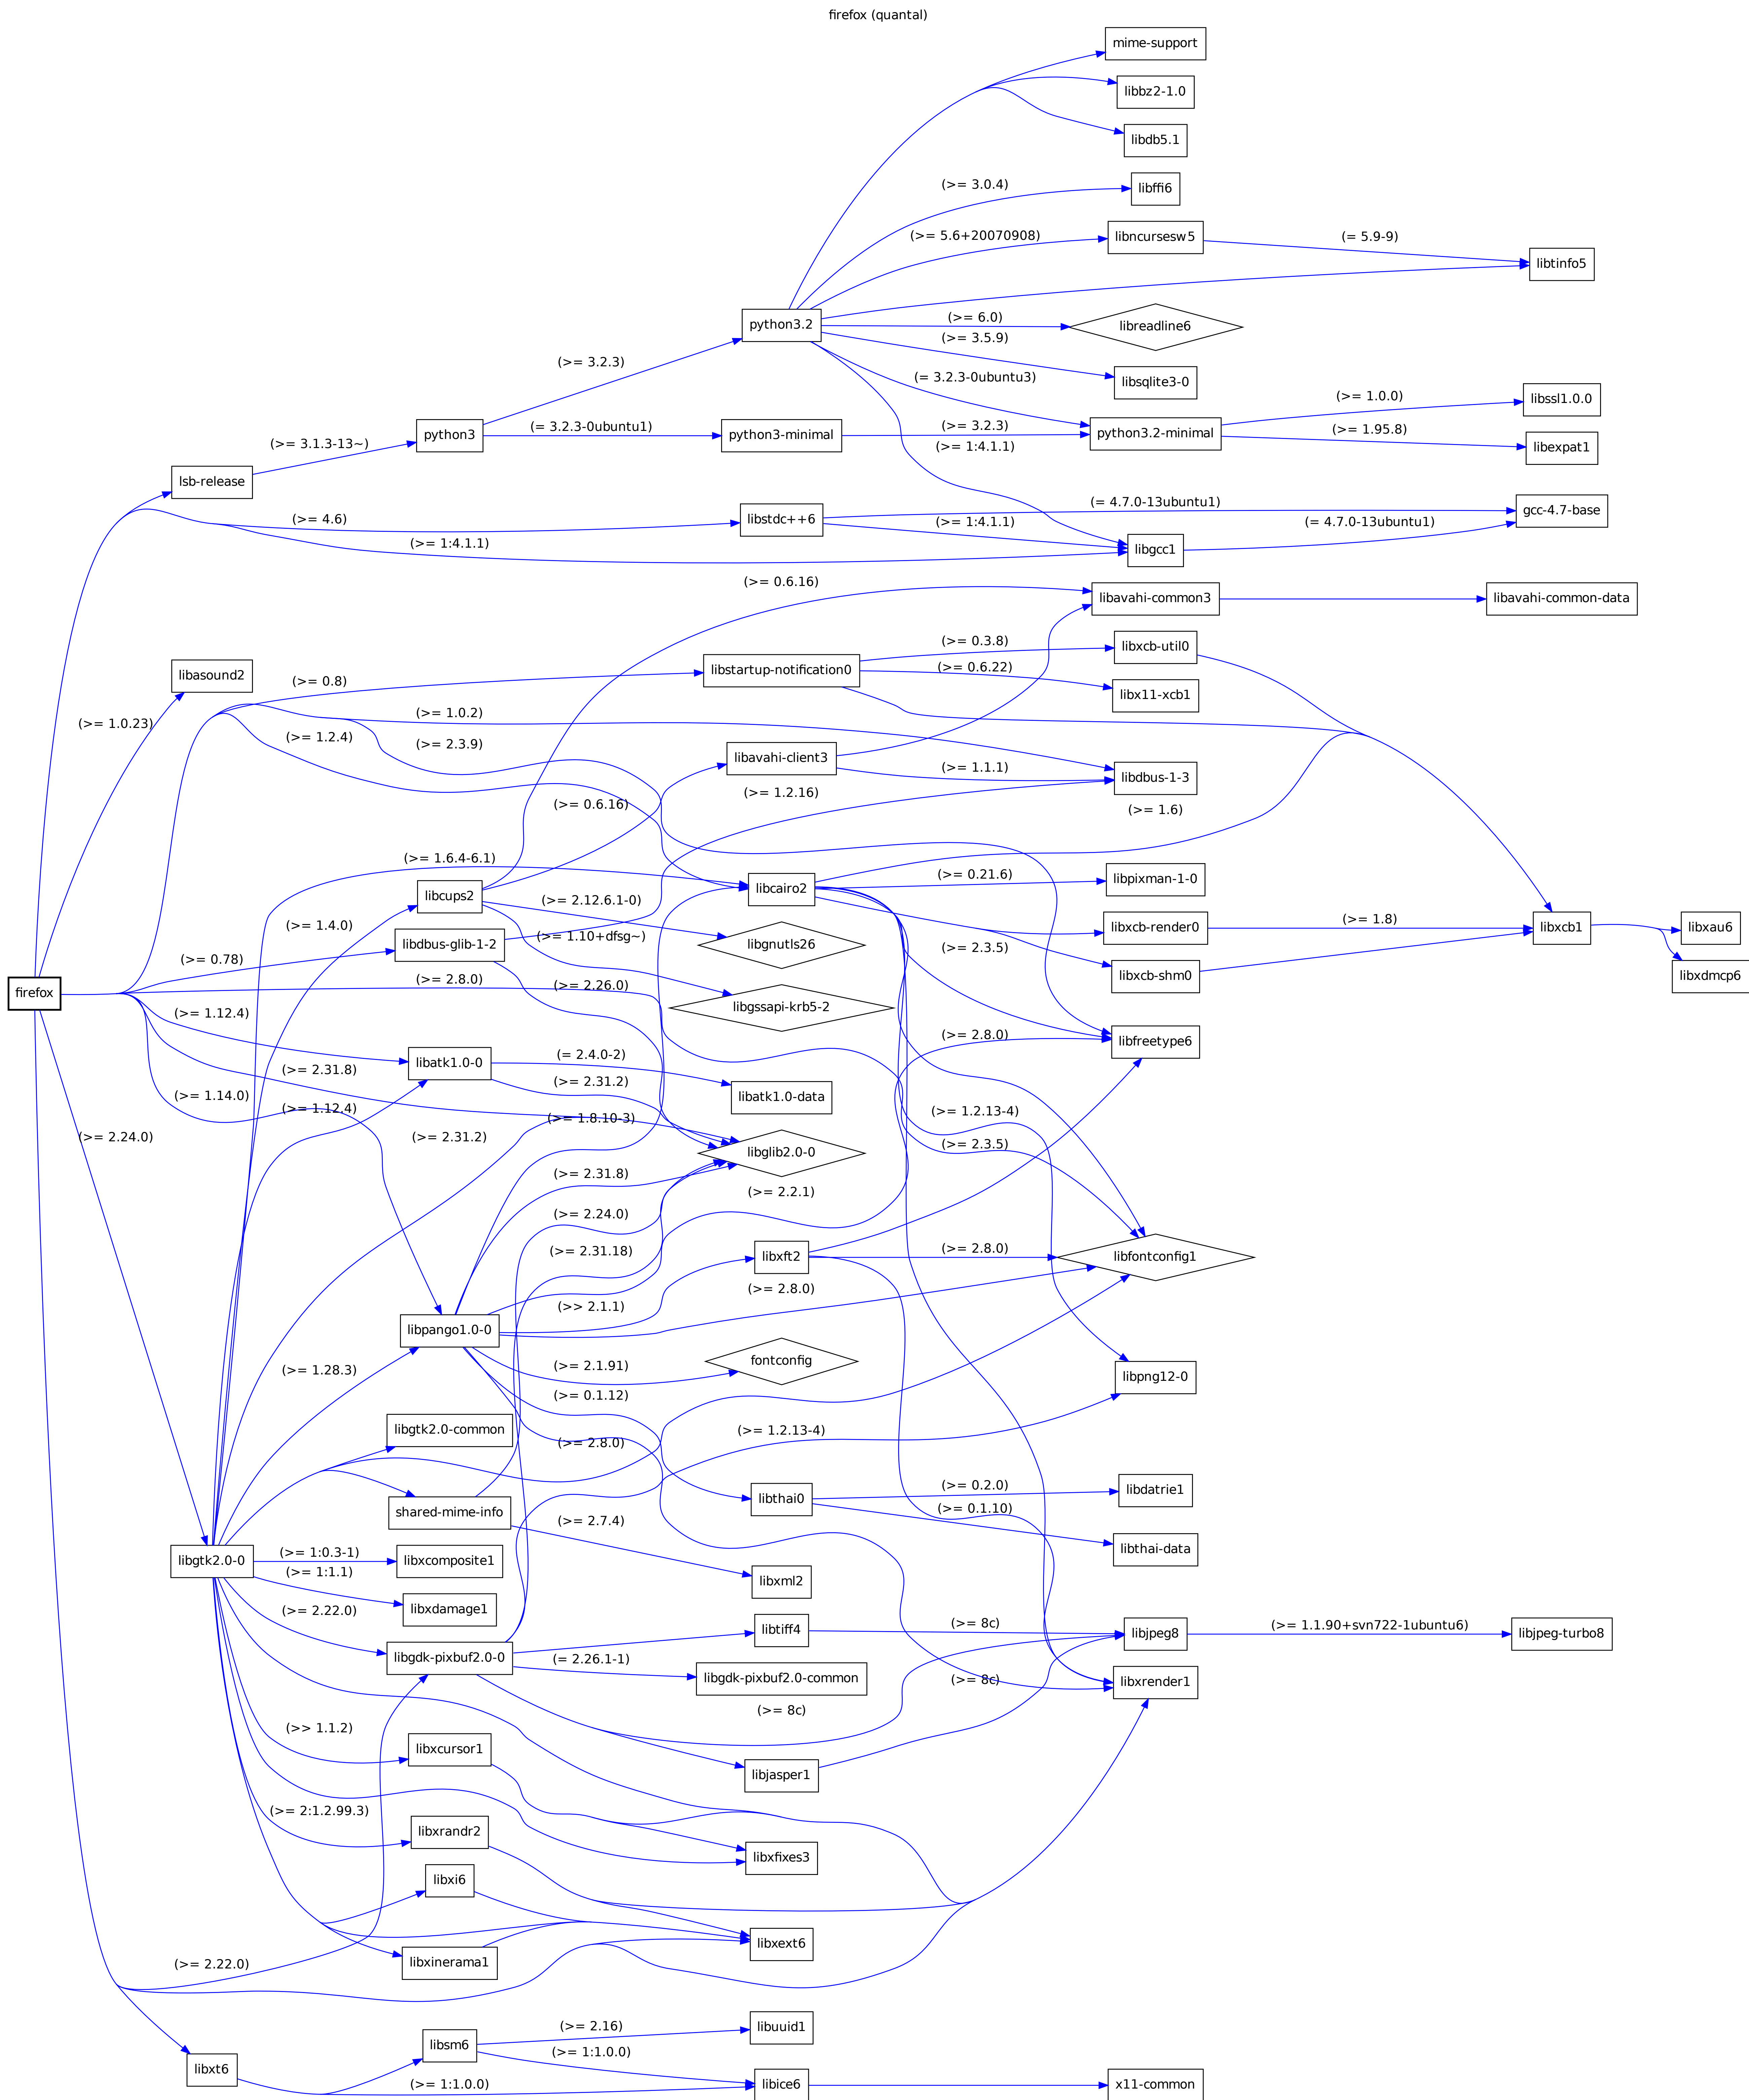 firefox (quantal)
mime-support
libbz2-1.0
libdb5.1
(>= 3.0.4)
libffi6
(>= 5.6+20070908)
libncursesw5
(= 5.9-9)
libtinfo5
python3.2
(>= 6.0)
libreadline6
(>= 3.5.9)
(>= 3.2.3)
(= 3.2.3-0ubuntu3)
libsqlite3-0
(>= 1.0.0)
libssl1.0.0
(>= 3.1.3-13~)
python3
(= 3.2.3-0ubuntu1)
python3-minimal
(>= 3.2.3)
python3.2-minimal
(>= 1.95.8)
libexpat1
(>= 1:4.1.1)
lsb-release
(>= 4.6)
libstdc++6
(= 4.7.0-13ubuntu1)
gcc-4.7-base
(>= 1:4.1.1)
(= 4.7.0-13ubuntu1)
(>= 1:4.1.1)
libgcc1
(>= 0.6.16)
libavahi-common3
libavahi-common-data
libasound2
(>= 0.8)
libstartup-notification0
(>= 0.3.8)
libxcb-util0
(>= 0.6.22)
libx11-xcb1
(>= 1.0.23)
(>= 1.0.2)
(>= 1.2.4)
(>= 2.3.9)
libavahi-client3
(>= 1.1.1)
libdbus-1-3
(>= 0.6.16)
(>= 1.2.16)
(>= 1.6)
(>= 1.6.4-6.1)
libcups2
libcairo2
(>= 0.21.6)
libpixman-1-0
(>= 2.12.6.1-0)
(>= 1.4.0)
libxcb-render0
(>= 1.8)
libxcb1
libxau6
libdbus-glib-1-2
(>= 1.10+dfsg~)
libgnutls26
(>= 2.3.5)
(>= 0.78)
libxcb-shm0
libxdmcp6
firefox
(>= 2.8.0)
(>= 2.26.0)
libgssapi-krb5-2
(>= 1.12.4)
(>= 2.8.0)
libfreetype6
libatk1.0-0
(= 2.4.0-2)
(>= 2.31.8)
(>= 2.31.2)
libatk1.0-data
(>= 1.14.0)
(>= 1.12.4)
(>= 1.8.10-3)
(>= 1.2.13-4)
(>= 2.24.0)
(>= 2.31.2)
(>= 2.3.5)
libglib2.0-0
(>= 2.31.8)
(>= 2.2.1)
(>= 2.24.0)
(>= 2.31.18)
libxft2
(>= 2.8.0)
libfontconfig1
(>= 2.8.0)
(>> 2.1.1)
libpango1.0-0
(>= 1.28.3)
(>= 2.1.91)
fontconfig
libpng12-0
(>= 0.1.12)
libgtk2.0-common
(>= 2.8.0)
(>= 1.2.13-4)
shared-mime-info
(>= 2.7.4)
libthai0
(>= 0.2.0)
libdatrie1
(>= 0.1.10)
libthai-data
libgtk2.0-0
(>= 1:0.3-1)
libxcomposite1
(>= 1:1.1)
libxml2
libxdamage1
(>= 2.22.0)
libtiff4
(>= 8c)
libjpeg8
(>= 1.1.90+svn722-1ubuntu6)
libjpeg-turbo8
libgdk-pixbuf2.0-0
(= 2.26.1-1)
libgdk-pixbuf2.0-common
(>= 8c)
libxrender1
(>= 8c)
(>> 1.1.2)
libxcursor1
libjasper1
(>= 2:1.2.99.3)
libxrandr2
libxfixes3
libxi6
libxext6
(>= 2.22.0)
libxinerama1
(>= 2.16)
libuuid1
libsm6
(>= 1:1.0.0)
libxt6
(>= 1:1.0.0)
libice6
x11-common